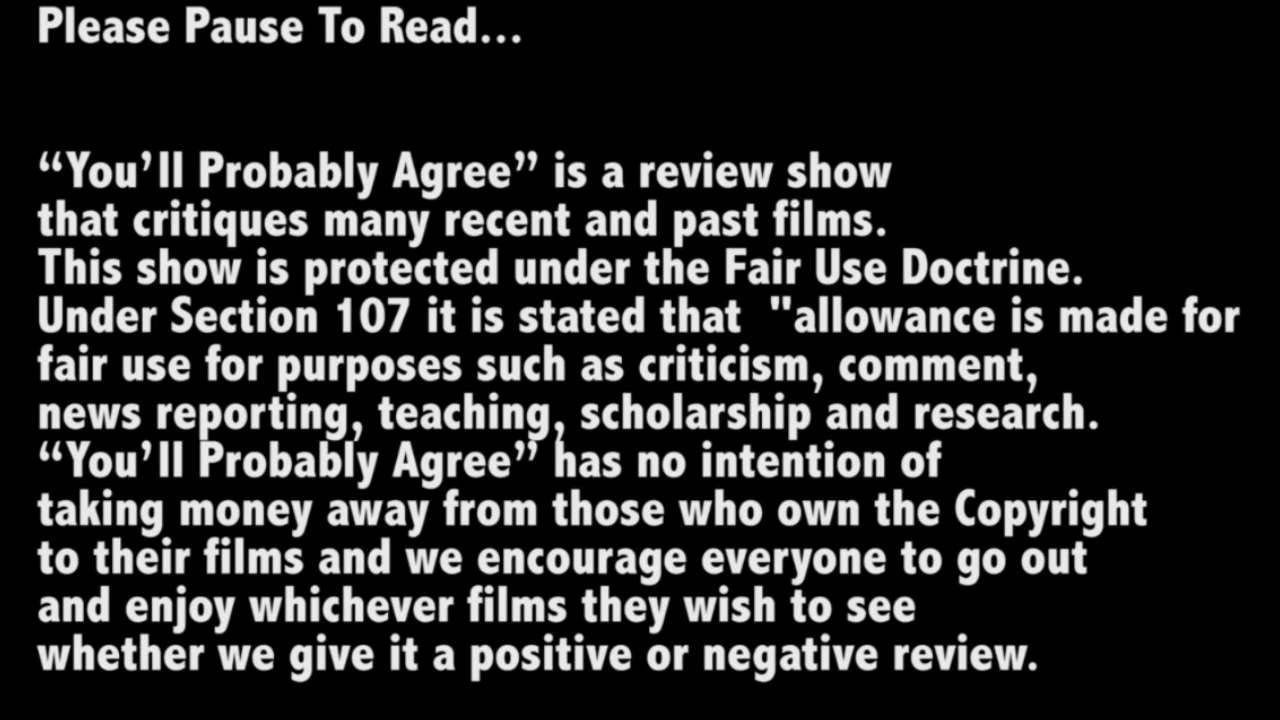 Please Pause To Read...
“You’ll Probably Agree” is a review show
that critiques many recent and past films.
This show is protected under the Fair Use Doctrine.
Under Section 107 it is stated that  "allowance is made for
fair use for purposes such as criticism, comment,
news reporting, teaching, scholarship and research.
“You’ll Probably Agree” has no intention of
taking money away from those who own the Copyright
to their films and we encourage everyone to go out
and enjoy whichever films they wish to see
whether we give it a positive or negative review.